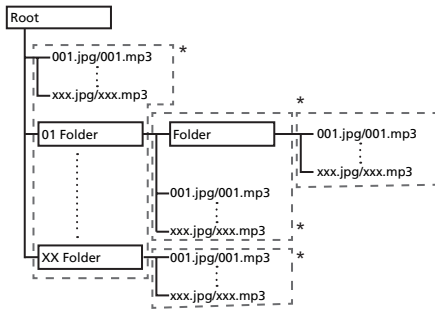 Root
*
001.jpg/001.mp3
xxx.jpg/xxx.mp3
*
01 Folder
Folder
001.jpg/001.mp3
xxx.jpg/xxx.mp3
001.jpg/001.mp3
xxx.jpg/xxx.mp3
*
XX Folder
001.jpg/001.mp3
*
xxx.jpg/xxx.mp3